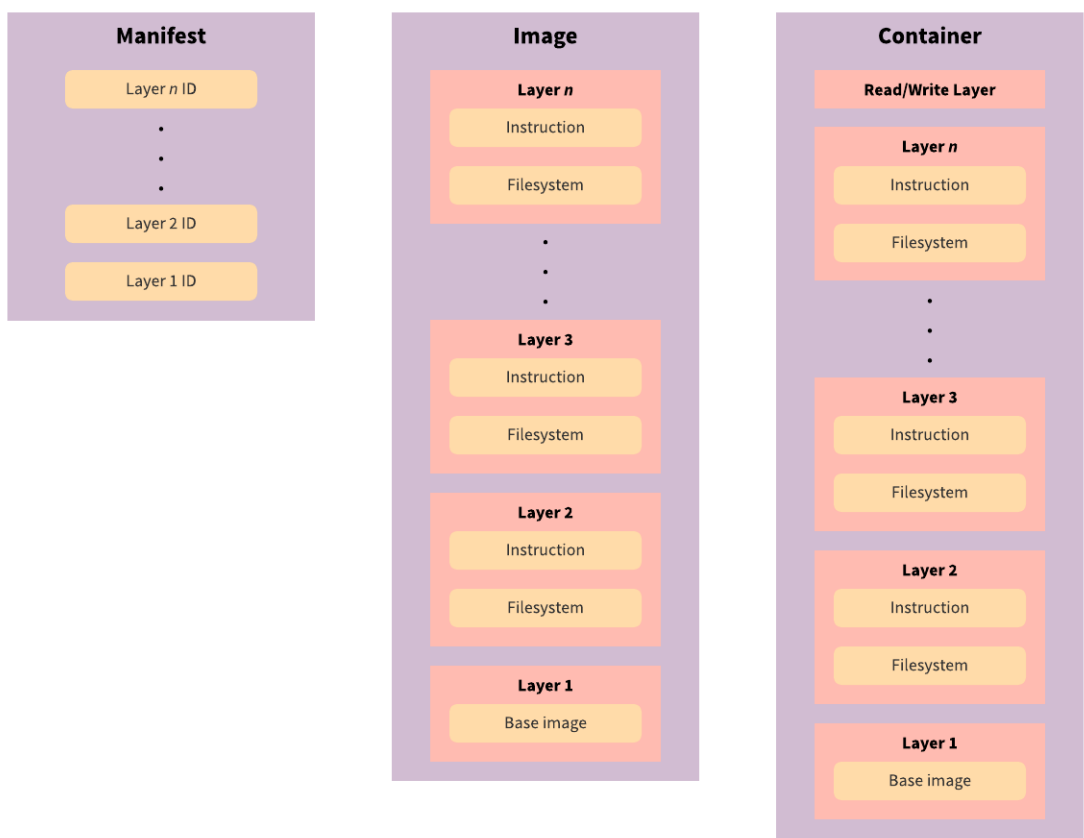 Manifest
Layer n ID
Layer 2 ID
Layer 1 ID
Image
Layer n
Instruction
Filesystem
Layer 3
Instruction
Filesystem
Layer 2
Instruction
Filesystem
Layer 1
Base image
Container
Read/Write Layer
Layer n
Instruction
Filesystem
Layer 3
Instruction
Filesystem
Layer 2
Instruction
Filesystem
Layer 1
Base image